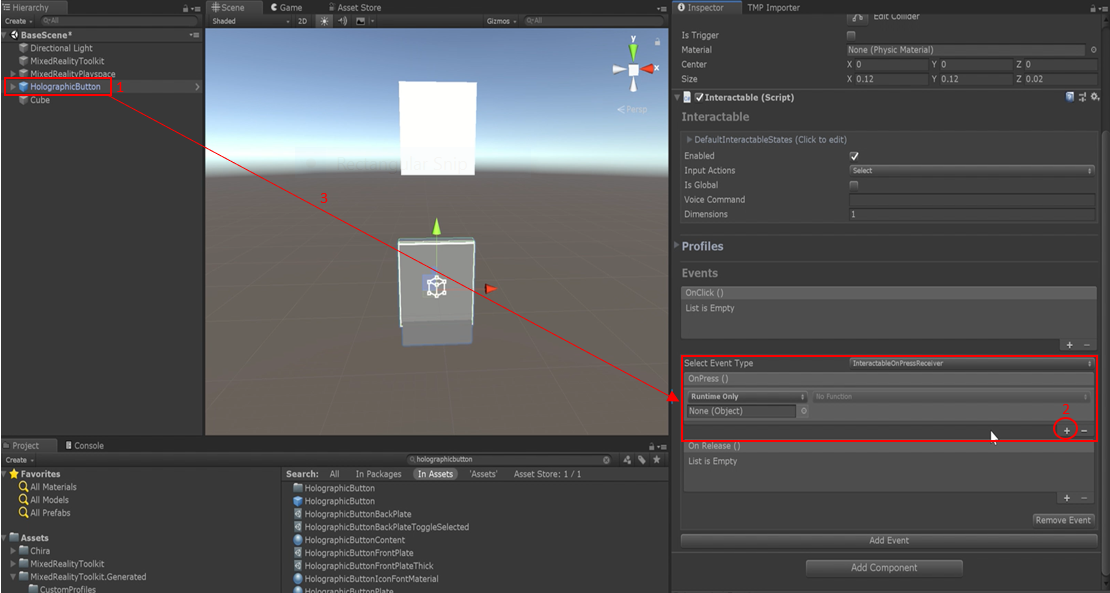 Hierarchy
Create
All
BaseScene*
Directional Light
MixedRealityToolkit
MixedRealityPlayspace
HolographicButton
Cube
1
Scene
Game
Asset Store
Shaded
2D
Gizmos
All
y
x
Persp
3
Project
Console
Create
holographicbutton
Favorites
All Materials
All Models
All Prefabs
Assets
Chira
MixedRealityToolkit
MixedRealityToolkit.Generated
CustomProfiles
Search:
All
In Packages
In Assets
'Assets'
Asset Store: 1 / 1
HolographicButton
HolographicButton
HolographicButtonBackPlate
HolographicButtonBackPlateToggleSelected
HolographicButtonContent
HolographicButtonFrontPlate
HolographicButtonFrontPlateThick
HolographicButtonIconFontMaterial
HolographicButtonPlate
Inspector
TMP Importer
Edit Collider
Is Trigger
Material
None (Physic Material)
Center
X 0
Y 0
Z 0
Size
X 0.12
Y 0.12
Z 0.02
Interactable (Script)
Interactable
DefaultInteractableStates (Click to edit)
Enabled
Input Actions
Select
Is Global
Voice Command
Dimensions
1
Profiles
Events
OnClick ()
List is Empty
+ −
Select Event Type
InteractableOnPressReceiver
OnPress ()
Runtime Only
No Function
None (Object)
2
+ −
On Release ()
List is Empty
+ −
Remove Event
Add Event
Add Component